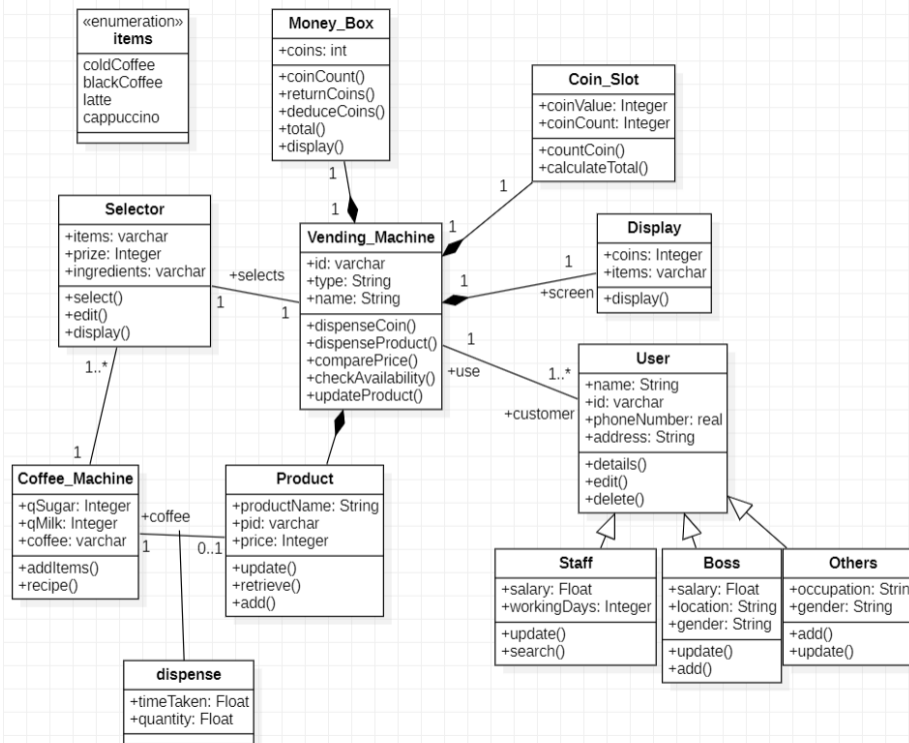 «enumeration»
items
coldCoffee
blackCoffee
latte
cappuccino
Money_Box
+coins: int
+coinCount()
+returnCoins()
+deduceCoins()
+total()
+display()
1
1
Coin_Slot
+coinValue: Integer
+coinCount: Integer
+countCoin()
+calculateTotal()
1
1
Selector
+items: varchar
+prize: Integer
+ingredients: varchar
+select()
+edit()
+display()
+selects
1
1
Vending_Machine
+id: varchar
+type: String
+name: String
+dispenseCoin()
+dispenseProduct()
+comparePrice()
+checkAvailability()
+updateProduct()
Display
+coins: Integer
+items: varchar
+display()
1
1
+screen
1
+use
1..*
+customer
User
+name: String
+id: varchar
+phoneNumber: real
+address: String
+details()
+edit()
+delete()
1..*
1
Coffee_Machine
+qSugar: Integer
+qMilk: Integer
+coffee: varchar
+addItems()
+recipe()
+coffee
1
0..1
Product
+productName: String
+pid: varchar
+price: Integer
+update()
+retrieve()
+add()
Staff
+salary: Float
+workingDays: Integer
+update()
+search()
Boss
+salary: Float
+location: String
+gender: String
+update()
+add()
Others
+occupation: Strin
+gender: String
+add()
+update()
dispense
+timeTaken: Float
+quantity: Float